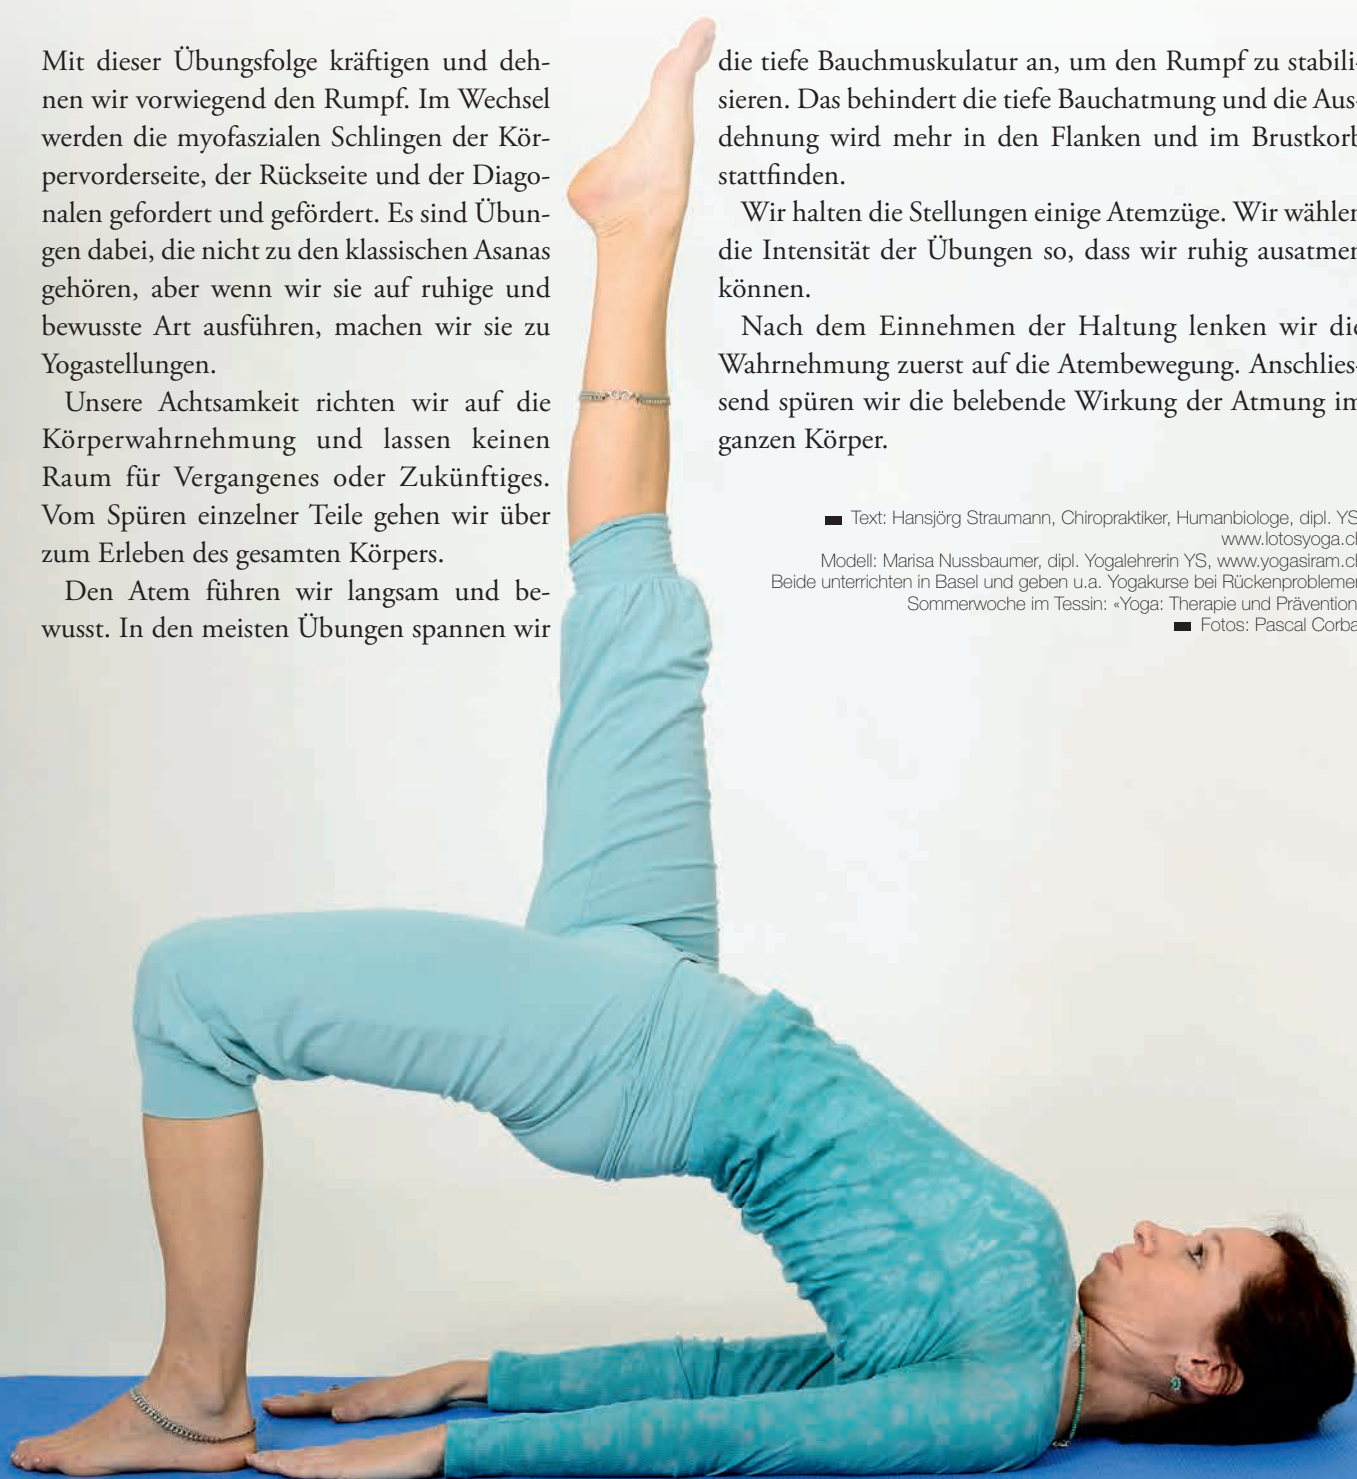 Mit dieser Übungsfolge kräftigen und deh-
nen wir vorwiegend den Rumpf. Im Wechsel
werden die myofaszialen Schlingen der Kör-
pervorderseite, der Rückseite und der Diago-
nalen gefordert und gefördert. Es sind Übun-
gen dabei, die nicht zu den klassischen Asanas
gehören, aber wenn wir sie auf ruhige und
bewusste Art ausführen, machen wir sie zu
Yogastellungen.
Unsere Achtsamkeit richten wir auf die
Körperwahrnehmung und lassen keinen
Raum für Vergangenes oder Zukünftiges.
Vom Spüren einzelner Teile gehen wir über
zum Erleben des gesamten Körpers.
Den Atem führen wir langsam und be-
wusst. In den meisten Übungen spannen wir
die tiefe Bauchmuskulatur an, um den Rumpf zu stabili-
sieren. Das behindert die tiefe Bauchatmung und die Aus-
dehnung wird mehr in den Flanken und im Brustkorb
stattfinden.
Wir halten die Stellungen einige Atemzüge. Wir wählen
die Intensität der Übungen so, dass wir ruhig ausatmen
können.
Nach dem Einnehmen der Haltung lenken wir die
Wahrnehmung zuerst auf die Atembewegung. Anschlies-
send spüren wir die belebende Wirkung der Atmung im
ganzen Körper.
Text: Hansjörg Straumann, Chiropraktiker, Humanbiologe, dipl. YS
www.lotosyoga.ch
Modell: Marisa Nussbaumer, dipl. Yogalehrerin YS, www.yogasiram.ch
Beide unterrichten in Basel und geben u.a. Yogakurse bei Rückenproblemen
Sommerwoche im Tessin: «Yoga: Therapie und Prävention
Fotos: Pascal